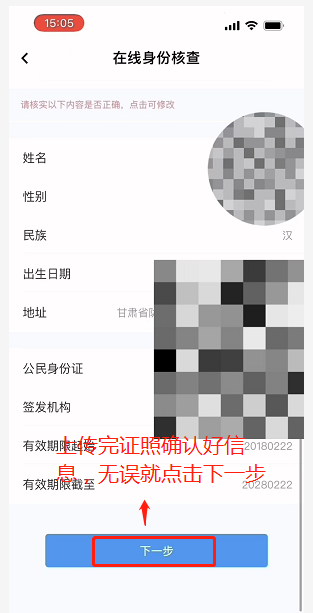 15:05
在线身份核查
请核实以下内容是否正确，点击可修改
姓名
性别
民族 汉
出生日期
地址 甘肃省
公民身份证
签发机构
有效期限起始 20180222
上传完证照确认好信
息，无误就点击下一步
有效期限截至 20280222
下一步